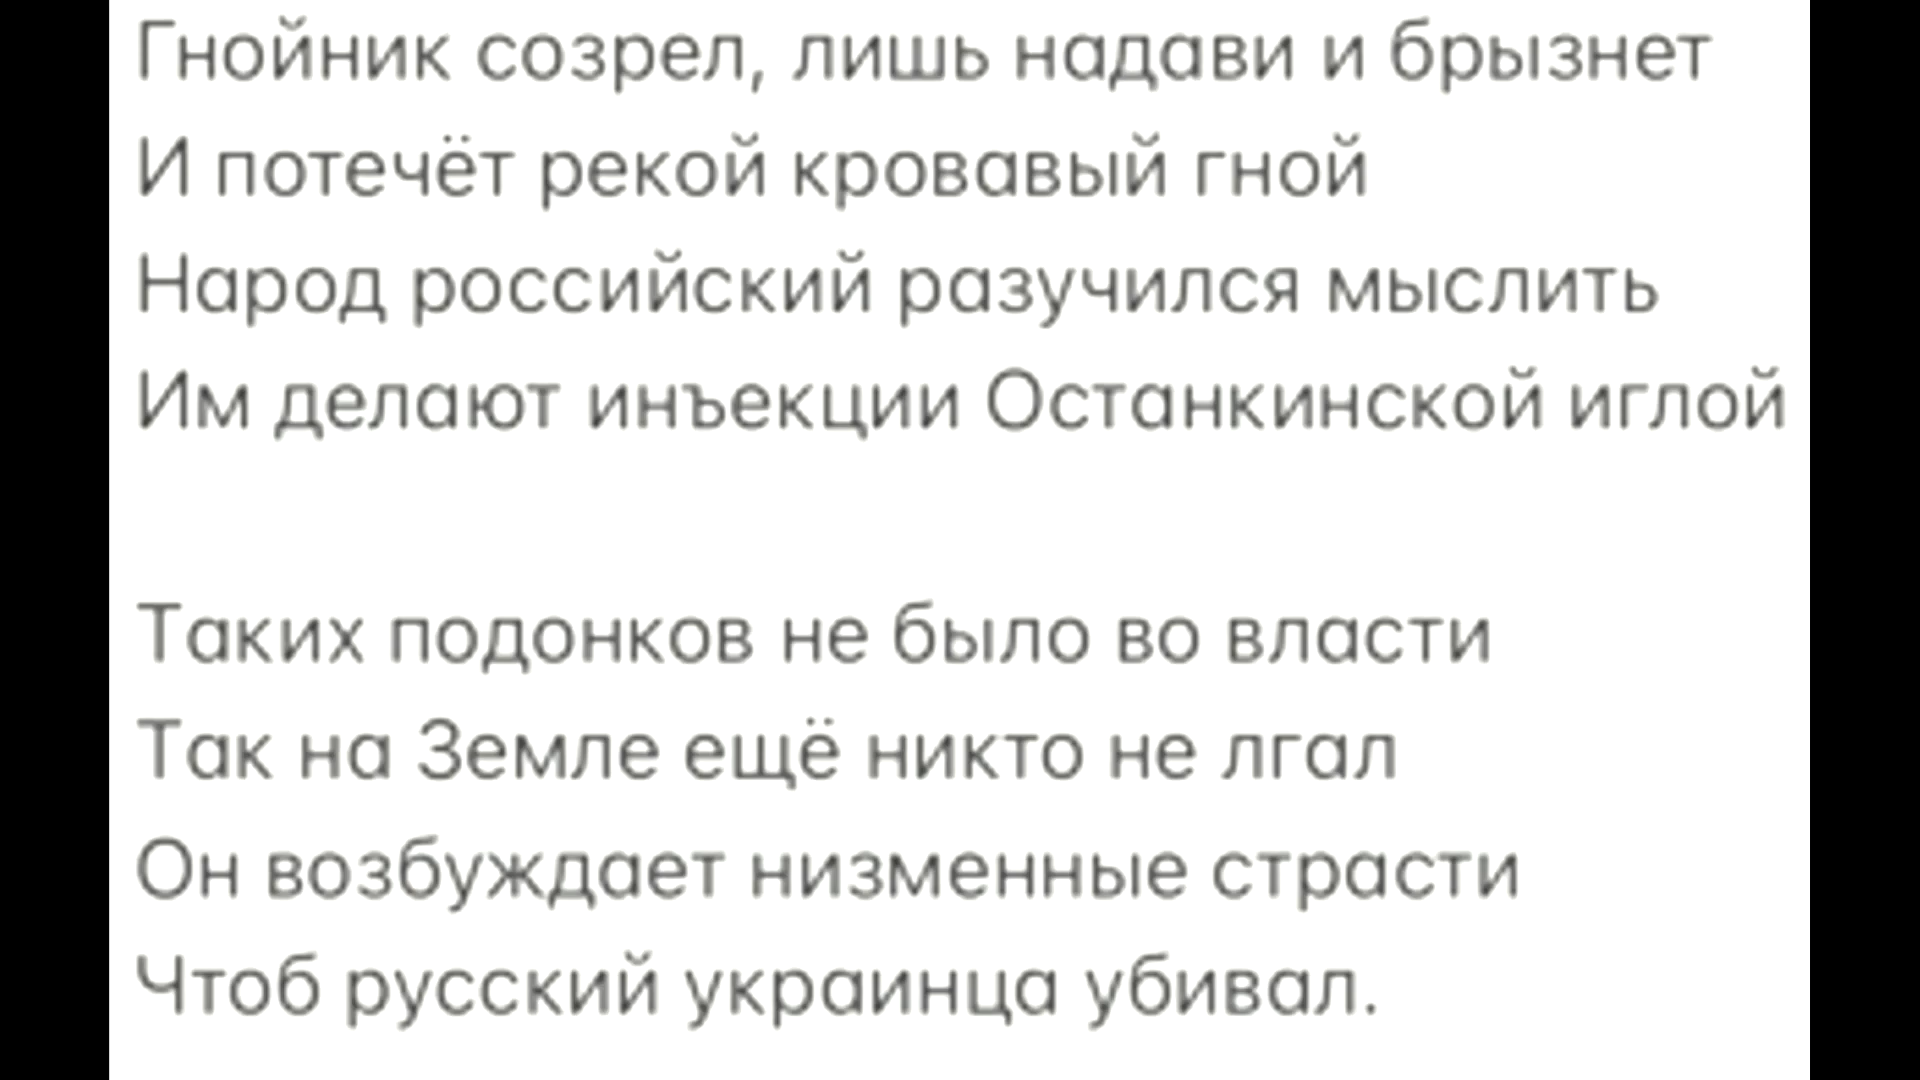 Гнойник созрел, лишь надави и брызнет
И потечёт рекой кровавый гной
Народ российский разучился мыслить
Им делают инъекции Останкинской иглой
Таких подонков не было во власти
Так на Земле ещё никто не лгал
Он возбуждает низменные страсти
Чтоб русский украинца убивал.